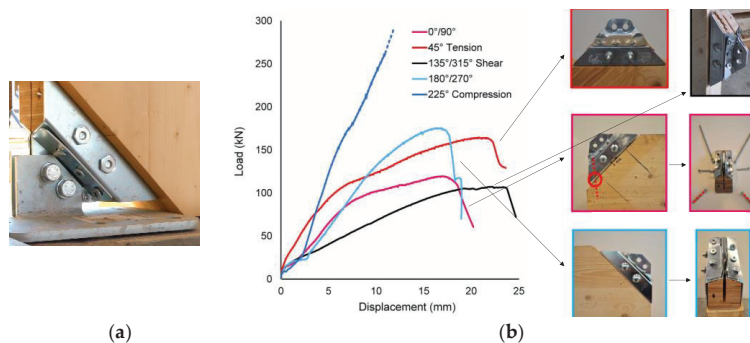 300
250
200
150
100
50
0
Load (kN)
0°/90°
45° Tension
135°/315° Shear
180°/270°
225° Compression
0
5
10
15
20
25
Displacement (mm)
(a)
(b)